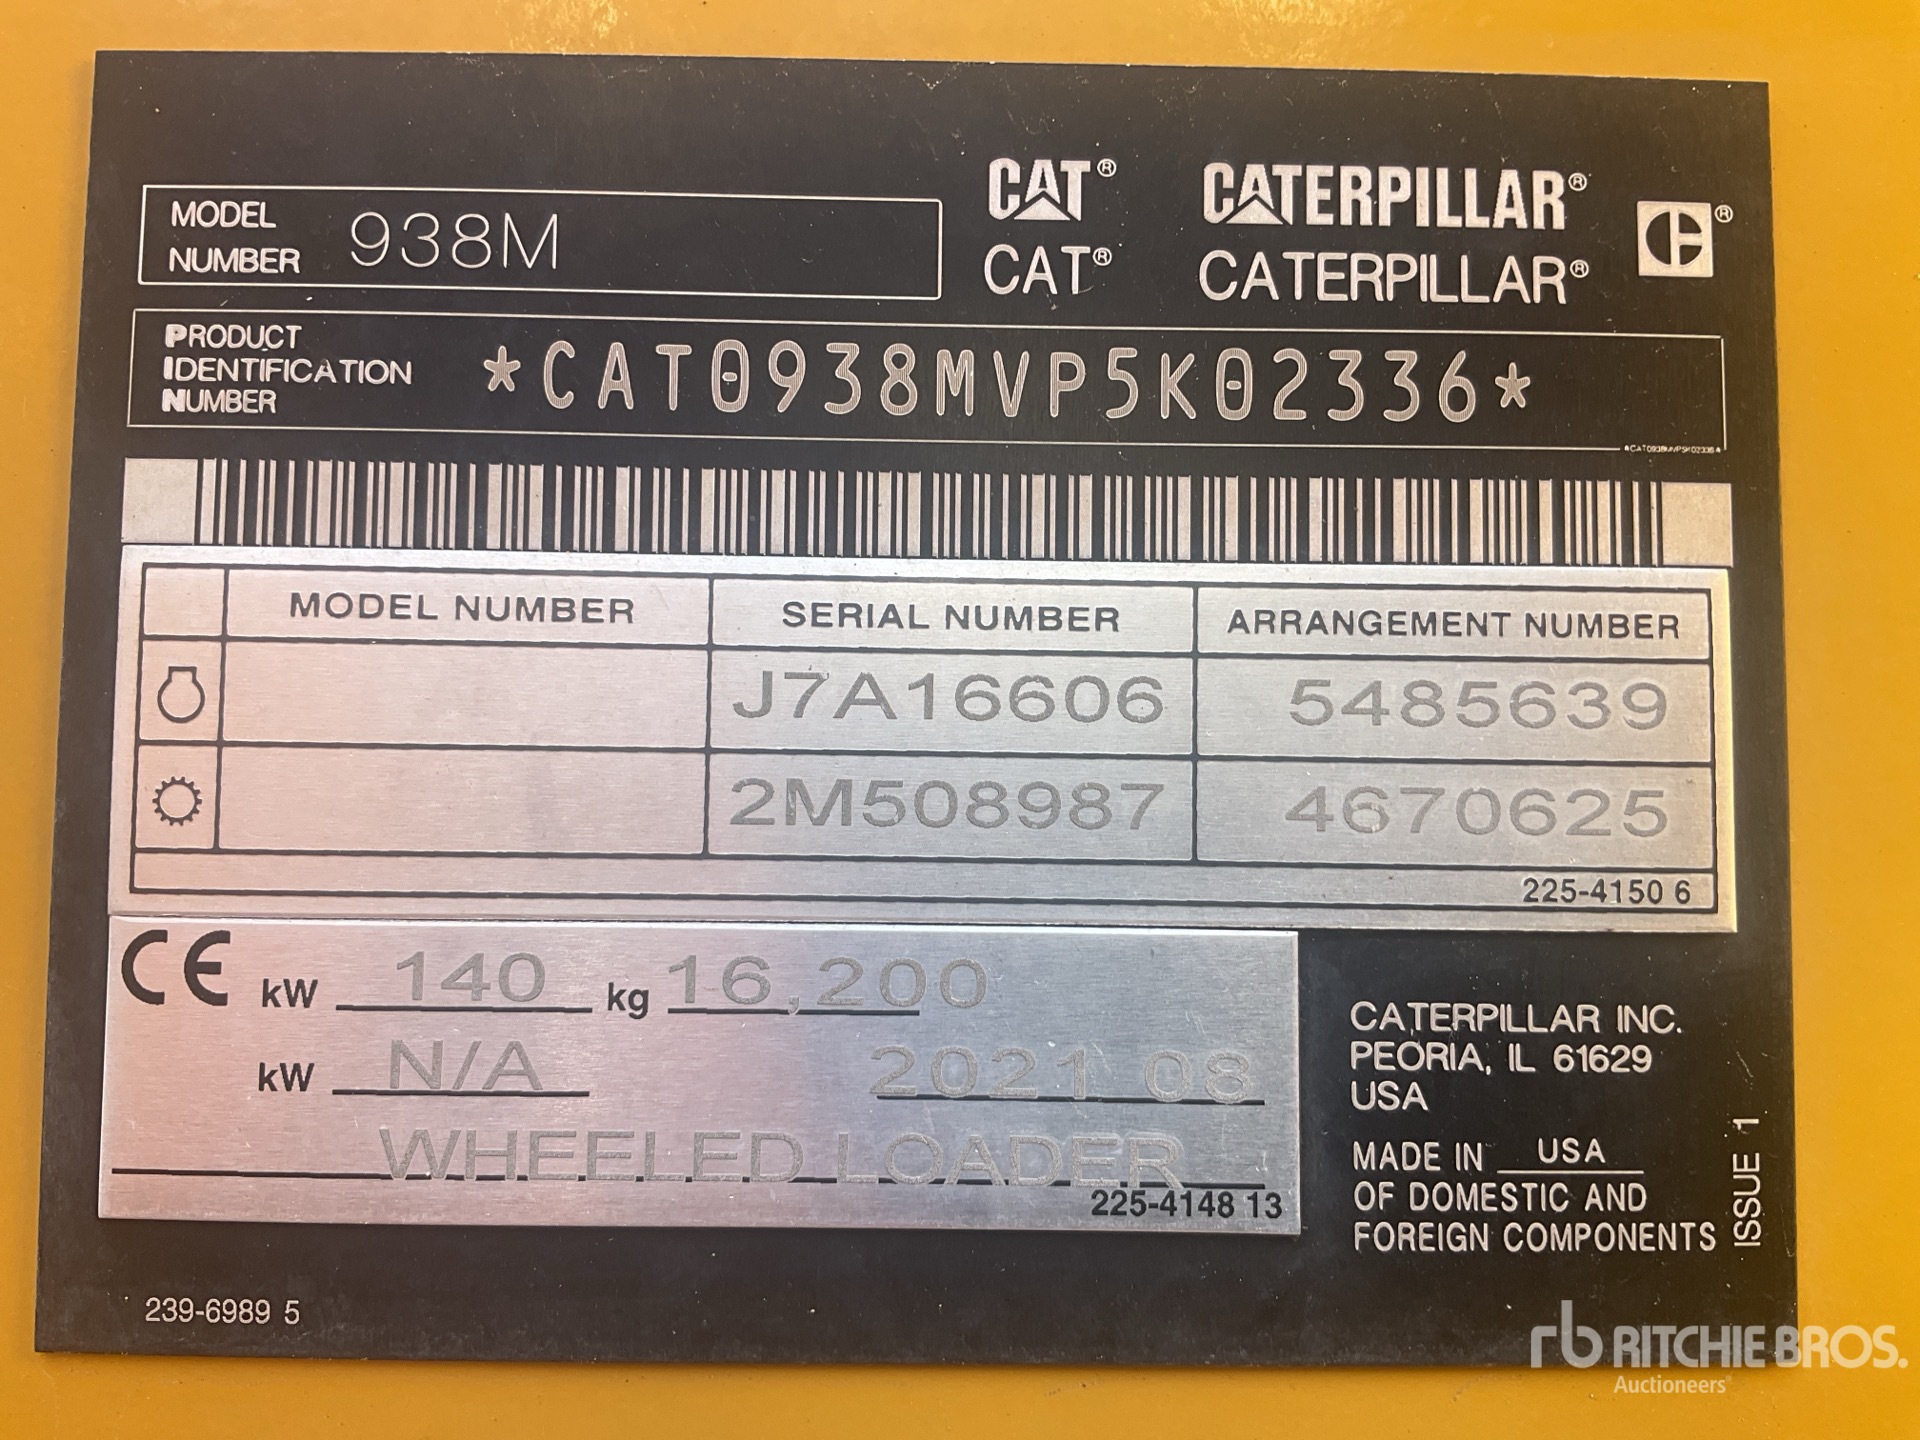 MODEL NUMBER 938M
CAT® CATERPILLAR®
CAT® CATERPILLAR®
PRODUCT IDENTIFICATION NUMBER *CAT0938MVP5K02336*
*CAT0938MVP5K02336*
MODEL NUMBER SERIAL NUMBER ARRANGEMENT NUMBER
J7A16606 5485639
2M508987 4670625
225-4150 6
CE kW 140 kg 16,200
kW N/A 2021 08
WHEELED LOADER
225-4148 13
CATERPILLAR INC.
PEORIA, IL 61629
USA
MADE IN USA
OF DOMESTIC AND
FOREIGN COMPONENTS
ISSUE 1
239-6989 5
rb RITCHIE BROS.
Auctioneers